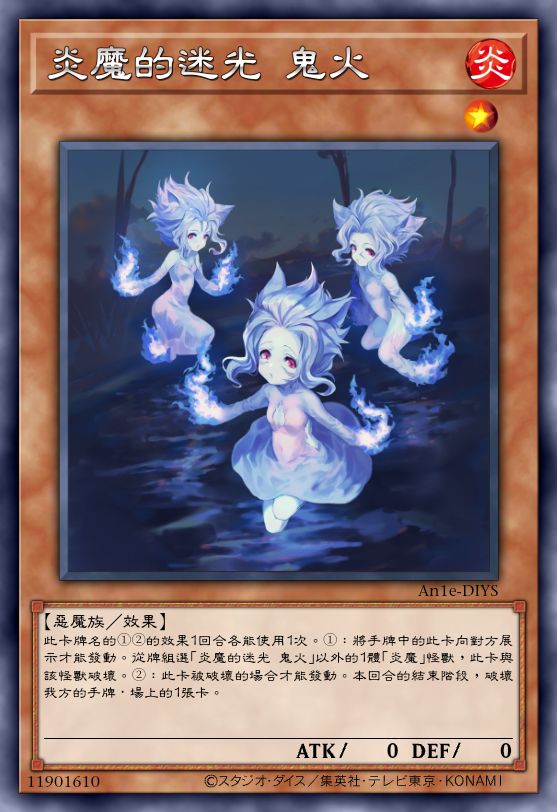 炎魔的迷光 鬼火
炎
An1e-DIYS
【惡魔族／效果】
此卡牌名的①②的效果1回合各能使用1次。①：將手牌中的此卡向對方展
示才能發動。從牌組選「炎魔的迷光 鬼火」以外的1體「炎魔」怪獸，此卡與
該怪獸破壞。②：此卡被破壞的場合才能發動。本回合的結束階段，破壞
我方的手牌·場上的1張卡。
ATK/ 0 DEF/ 0
11901610 ©スタジオ・ダイス／集英社・テレビ東京・KONAMI